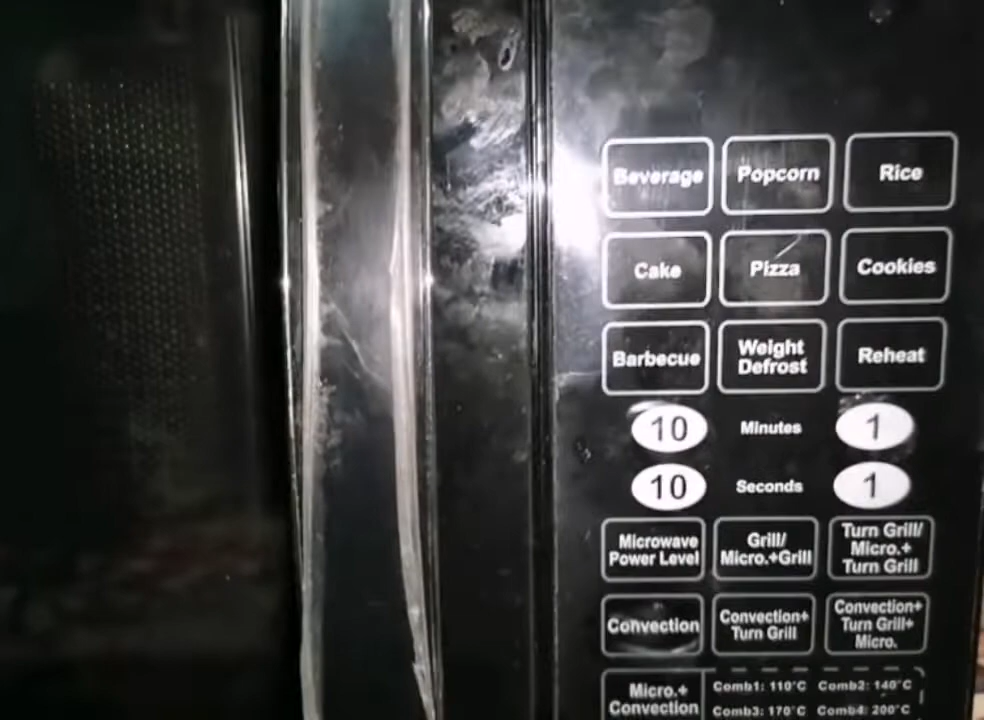 Beverage Popcorn Rice
Cake Pizza Cookies
Barbecue Weight Defrost Reheat
10 Minutes 1
10 Seconds 1
Microwave Power Level Grill/ Micro.+Grill Turn Grill/ Micro.+ Turn Grill
Convection Convection+ Turn Grill Convection+ Turn Grill+ Micro.
Micro.+ Convection Comb1: 110°C Comb2: 140°C
Comb3: 170°C Comb4: 200°C